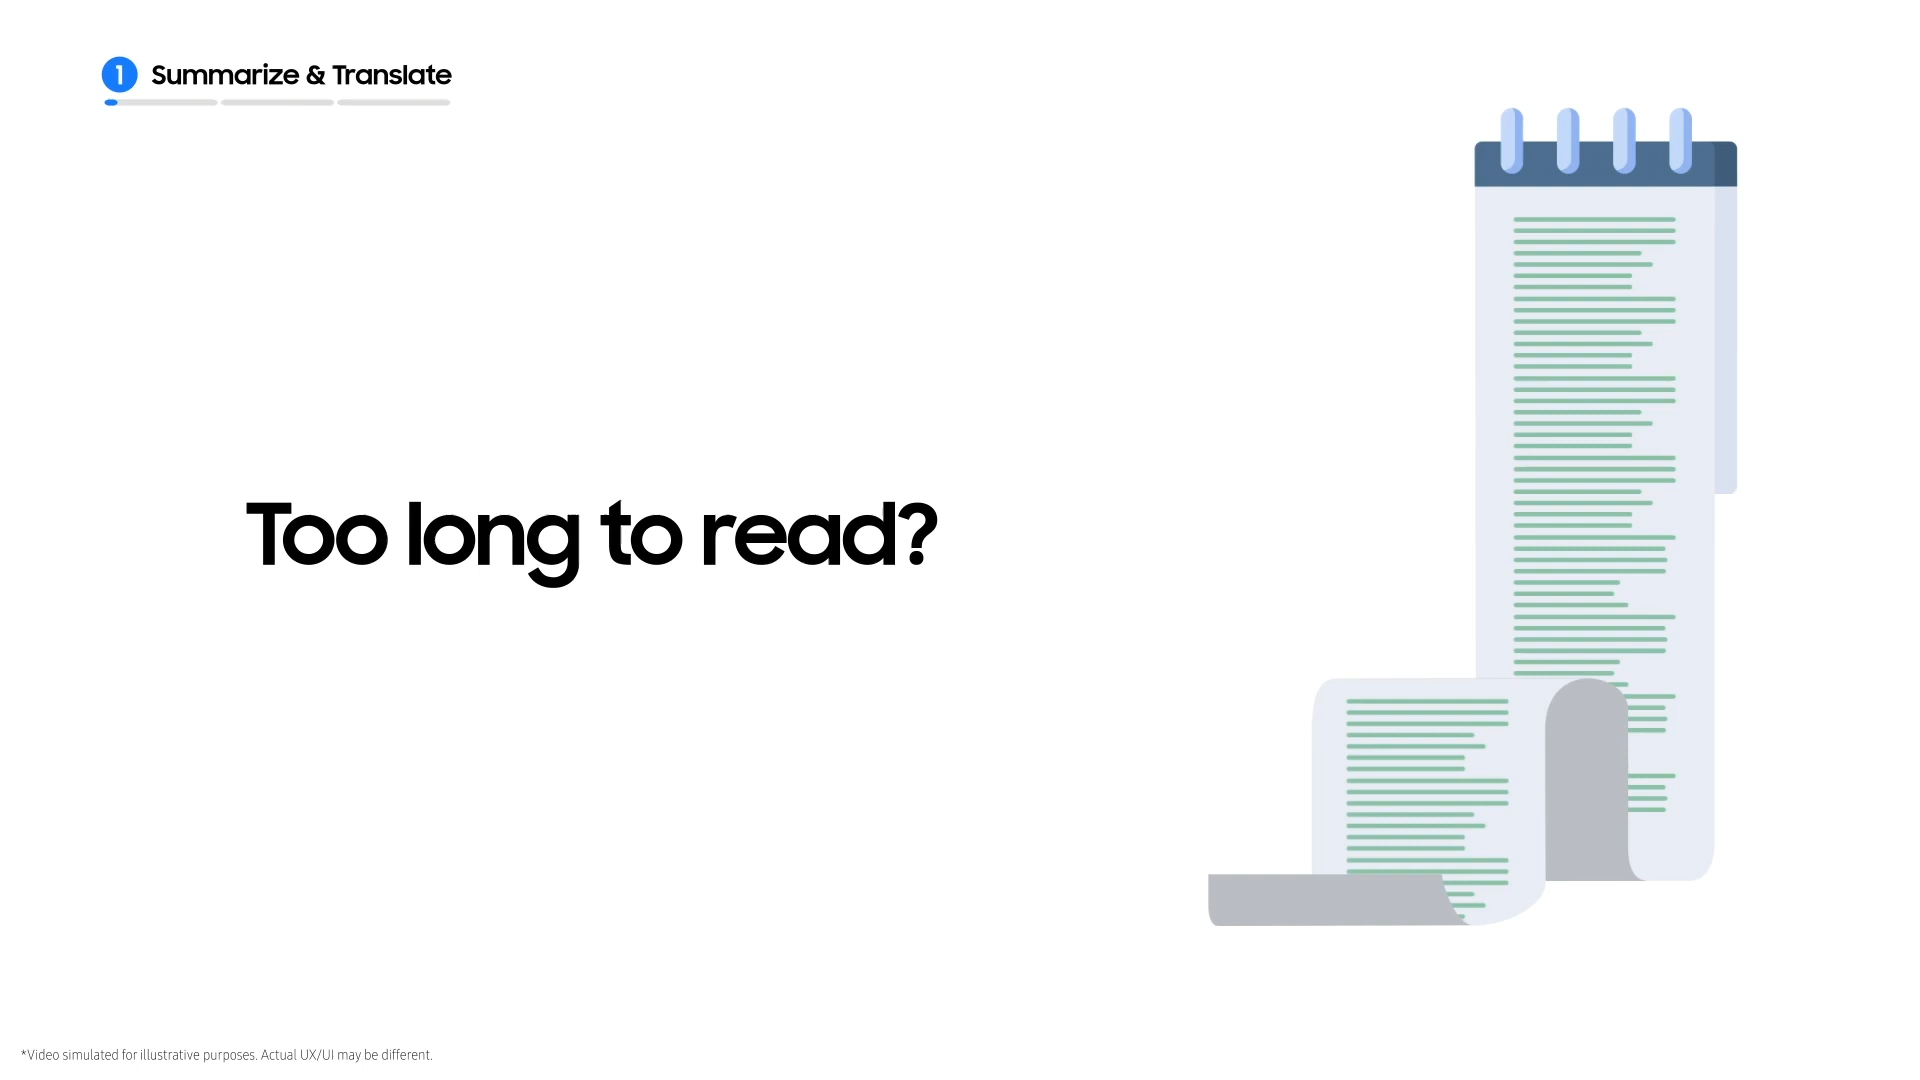 1 Summarize & Translate
Too long to read?
*Video simulated for illustrative purposes. Actual UX/UI may be different.